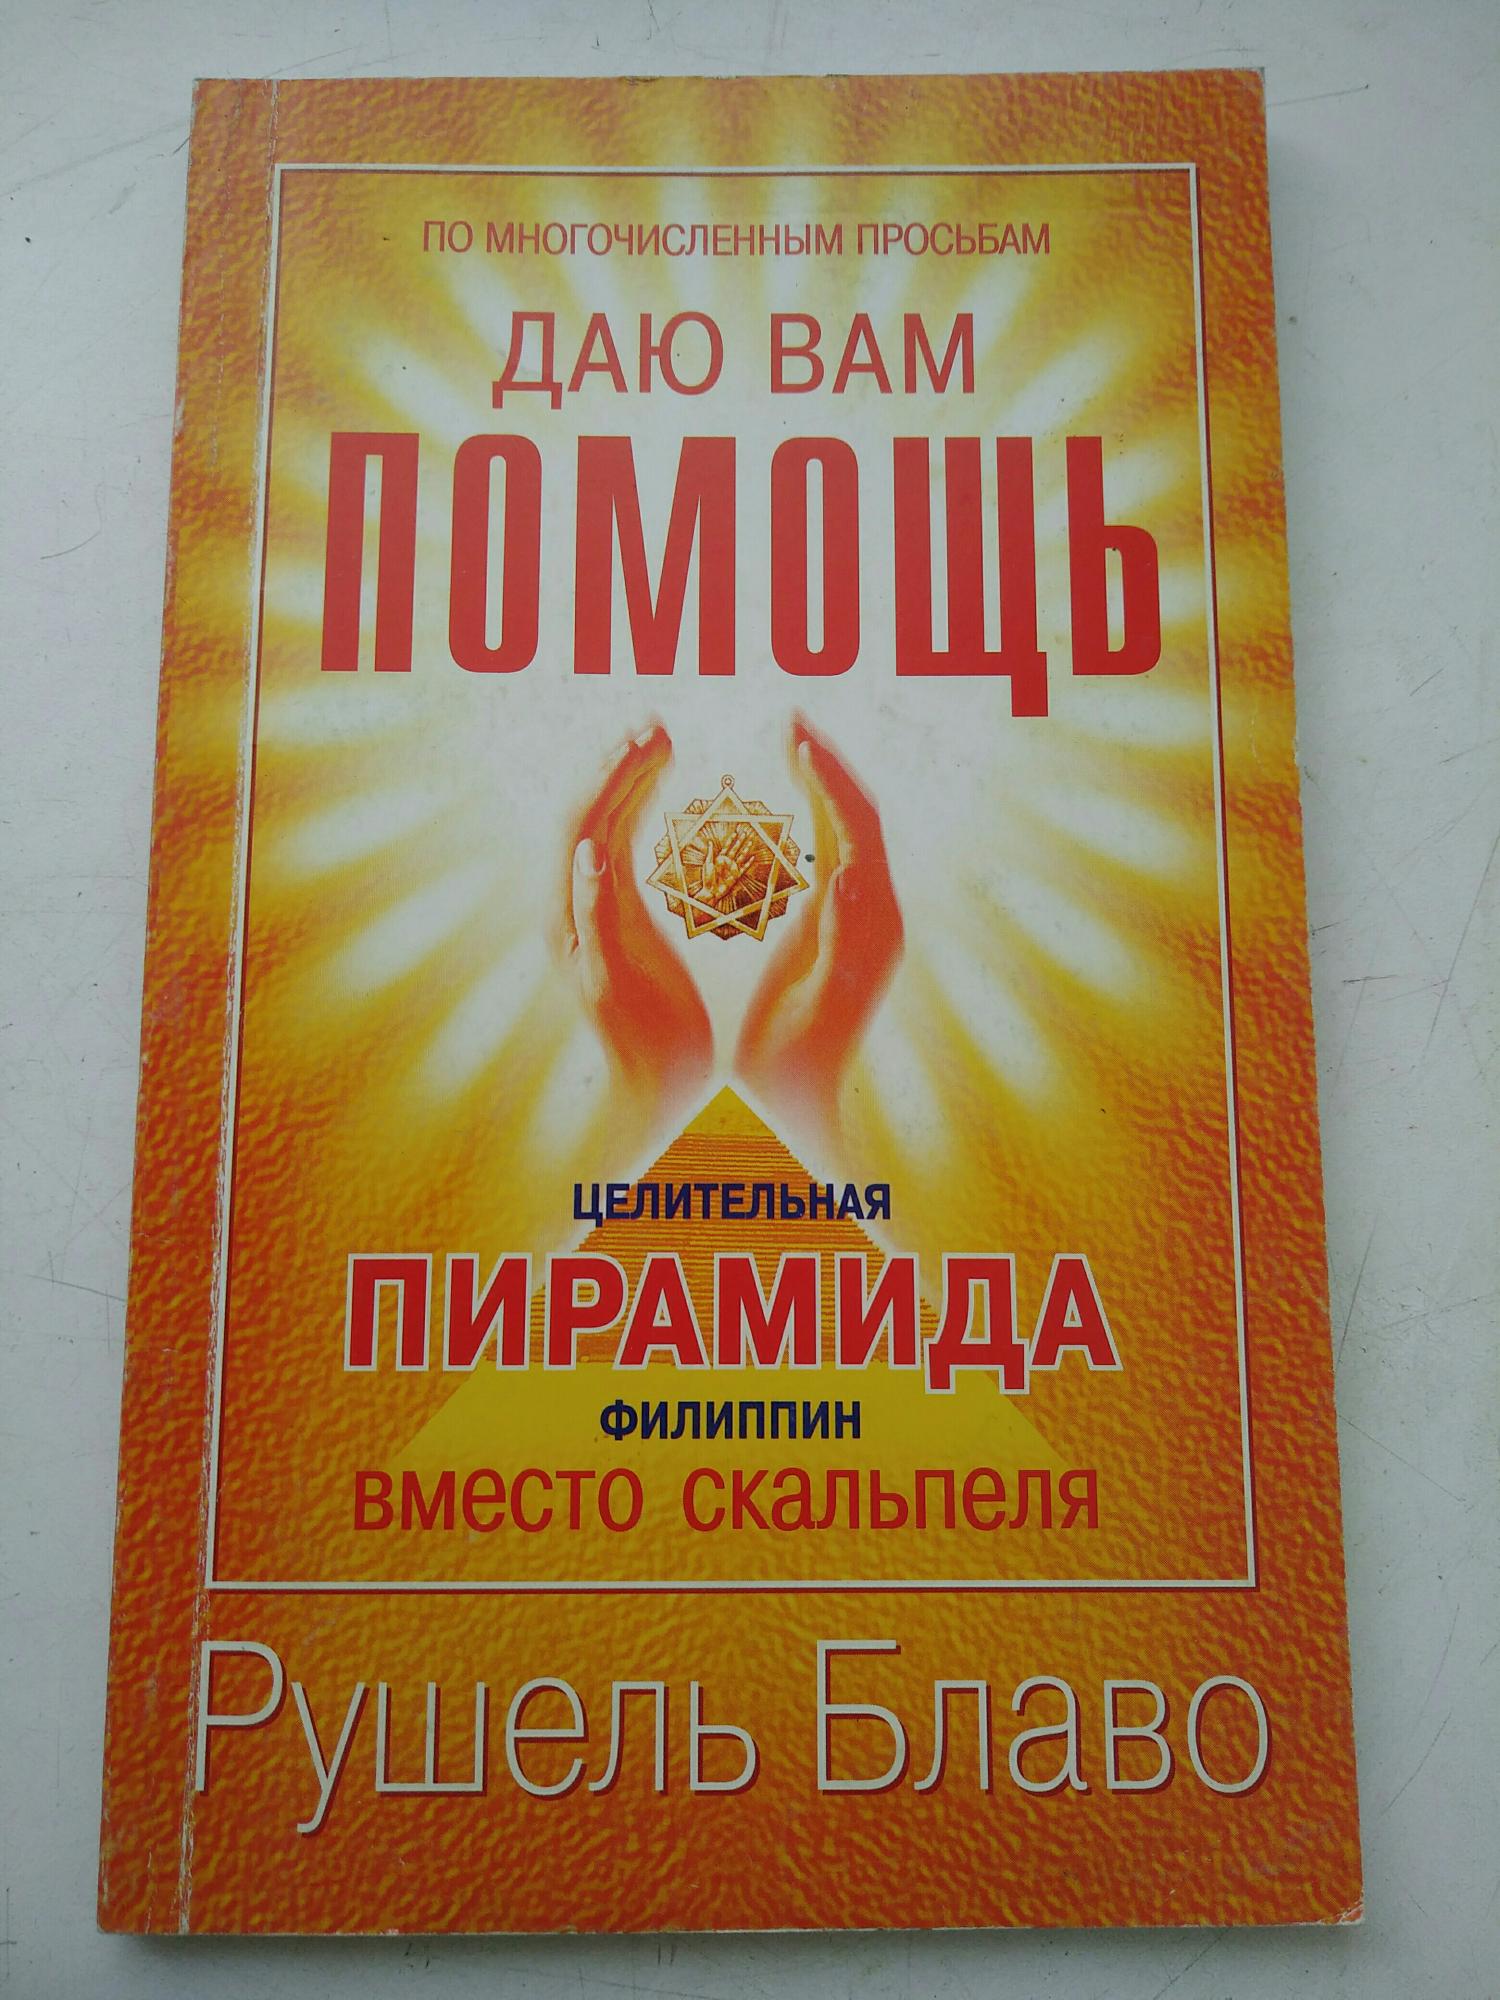 ПО МНОГОЧИСЛЕННЫМ ПРОСЬБАМ
ДАЮ ВАМ
ПОМОЩЬ
ЦЕЛИТЕЛЬНАЯ
ПИРАМИДА
ФИЛИППИН
вместо скальпеля
Рушель Блаво